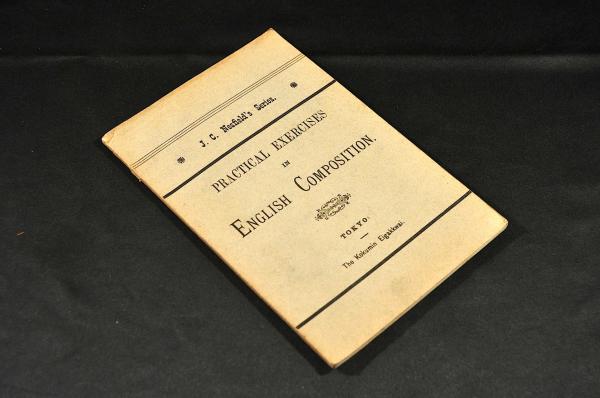 J. C. Nesfield's Series.
PRACTICAL EXERCISES
IN
ENGLISH COMPOSITION.
TOKYO.
The Kokumin Eigakkwai.